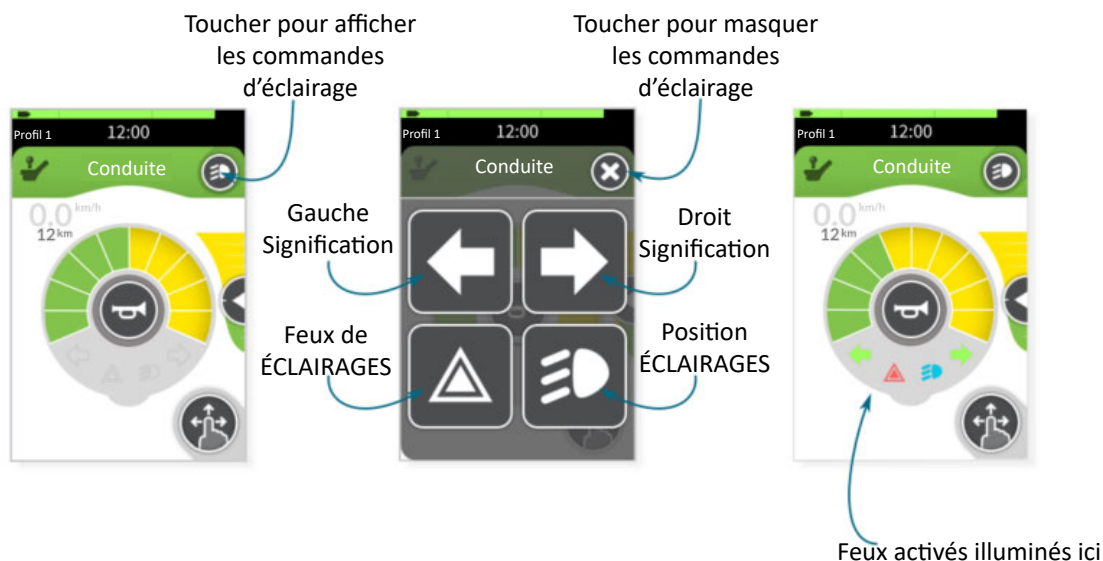 Toucher pour afficher
les commandes
d'éclairage
Toucher pour masquer
les commandes
d'éclairage
Profil 1 12:00
Conduite
0.0 km/h
12 km
Profil 1 12:00
Conduite
Gauche
Signification
Droit
Signification
Feux de
ÉCLAIRAGES
Position
ÉCLAIRAGES
Profil 1 12:00
Conduite
0.0 km/h
12 km
Feux activés illuminés ici